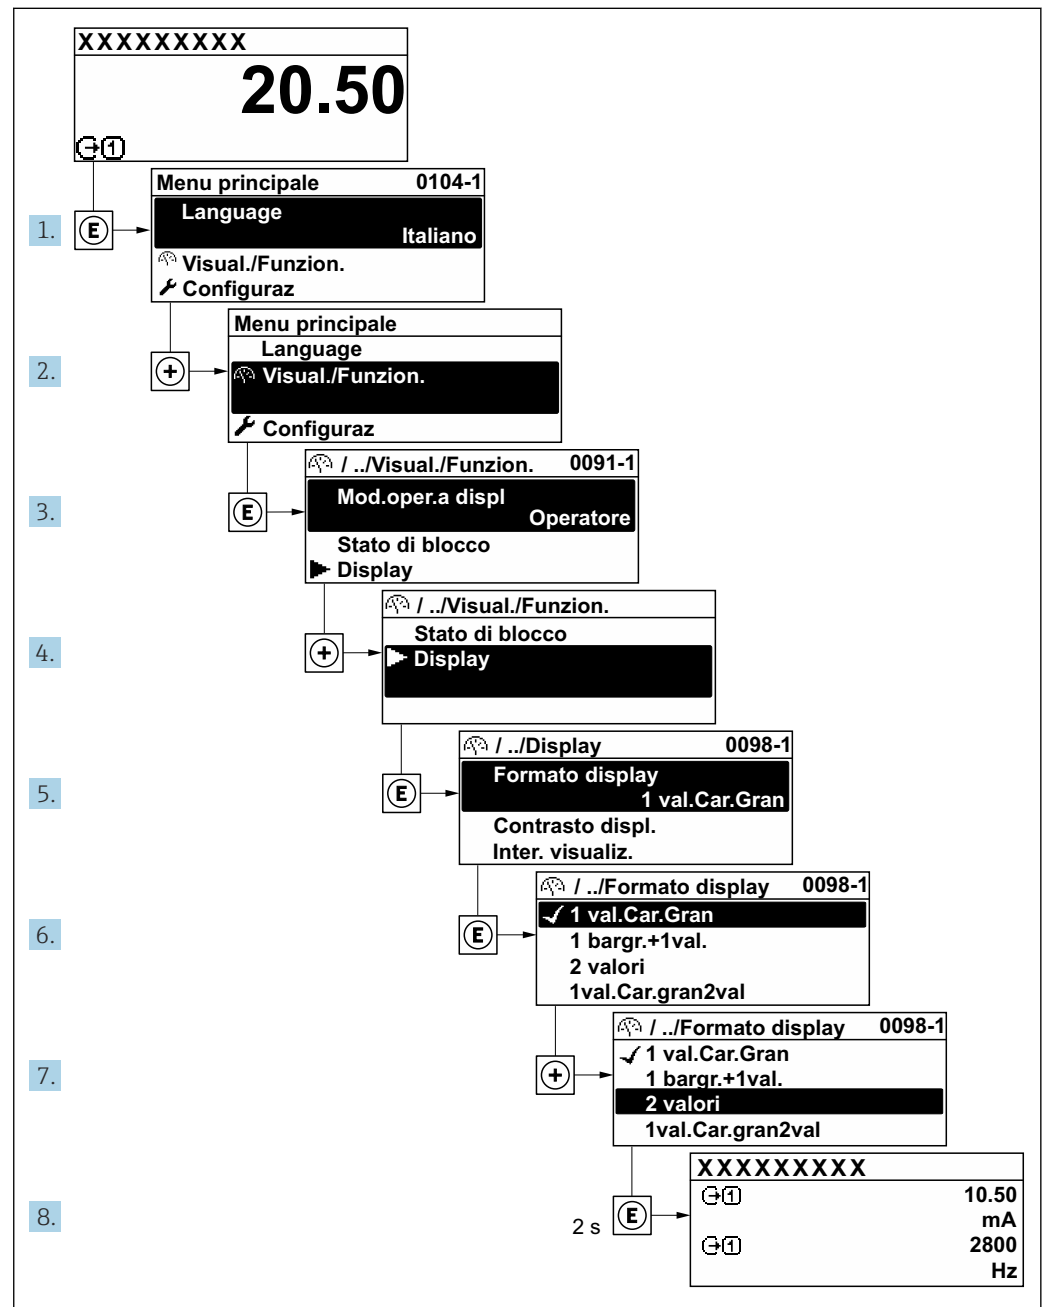 XXXXXXXXX
20.50
1
Menu principale 0104-1
Language
Italiano
1. E
Visual./Funzion.
Configuraz
Menu principale
Language
2. + Visual./Funzion.
Configuraz
/ ../Visual./Funzion. 0091-1
Mod.oper.a displ
3. E Operatore
Stato di blocco
Display
/ ../Visual./Funzion.
Stato di blocco
4. + Display
/ ../Display 0098-1
Formato display
5. E 1 val.Car.Gran
Contrasto displ.
Inter. visualiz.
/ ../Formato display 0098-1
1 val.Car.Gran
6. E 1 bargr.+1val.
2 valori
1val.Car.gran2val
/ ../Formato display 0098-1
1 val.Car.Gran
7. + 1 bargr.+1val.
2 valori
1val.Car.gran2val
XXXXXXXXX
1 10.50
8. 2 s E mA
1 2800
Hz